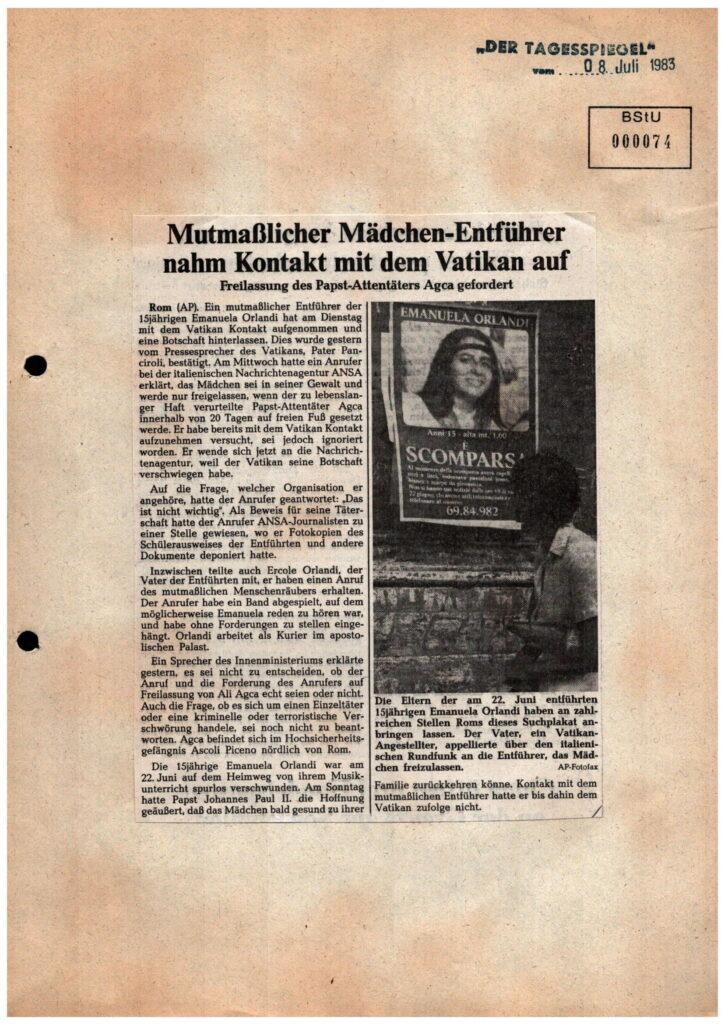 „DER TAGESSPIEGEL“
vom 08. Juli 1983
BStU
000074
Mutmaßlicher Mädchen-Entführer
nahm Kontakt mit dem Vatikan auf
Freilassung des Papst-Attentäters Agca gefordert
Rom (AP). Ein mutmaßlicher Entführer der
15jährigen Emanuela Orlandi hat am Dienstag
mit dem Vatikan Kontakt aufgenommen und
eine Botschaft hinterlassen. Dies wurde gestern
vom Pressesprecher des Vatikans, Pater Pan-
ciroli, bestätigt. Am Mittwoch hatte ein Anrufer
bei der italienischen Nachrichtenagentur ANSA
erklärt, das Mädchen sei in seiner Gewalt und
werde nur freigelassen, wenn der zu lebenslan-
ger Haft verurteilte Papst-Attentäter Agca
innerhalb von 20 Tagen auf freien Fuß gesetzt
werde. Er habe bereits mit dem Vatikan Kontakt
aufzunehmen versucht, sei jedoch ignoriert
worden. Er wende sich jetzt an die Nachrich-
tenagentur, weil der Vatikan seine Botschaft
verschwiegen habe.
Auf die Frage, welcher Organisation er
angehöre, hatte der Anrufer geantwortet: „Das
ist nicht wichtig“. Als Beweis für seine Täter-
schaft hatte der Anrufer ANSA-Journalisten zu
einer Stelle gewiesen, wo er Fotokopien des
Schülerausweises der Entführten und andere
Dokumente deponiert hatte.
Inzwischen teilte auch Ercole Orlandi, der
Vater der Entführten mit, er haben einen Anruf
des mutmaßlichen Menschenräubers erhalten.
Der Anrufer habe ein Band abgespielt, auf dem
möglicherweise Emanuela reden zu hören war,
und habe ohne Forderungen zu stellen einge-
hängt. Orlandi arbeitet als Kurier im aposto-
lischen Palast.
Ein Sprecher des Innenministeriums erklärte
gestern, es sei nicht zu entscheiden, ob der
Anruf und die Forderung des Anrufers auf
Freilassung von Ali Agca echt seien oder nicht.
Auch die Frage, ob es sich um einen Einzeltäter
oder eine kriminelle oder terroristische Ver-
schwörung handele, sei noch nicht zu beant-
worten. Agca befindet sich im Hochsicherheits-
gefängnis Ascoli Piceno nördlich von Rom.
Die 15jährige Emanuela Orlandi war am
22. Juni auf dem Heimweg von ihrem Musik-
unterricht spurlos verschwunden. Am Sonntag
hatte Papst Johannes Paul II. die Hoffnung
geäußert, daß das Mädchen bald gesund zu ihrer
EMANUELA ORLANDI
Anni 15 - alta mt. 1,60
È
SCOMPARSA
69.84.982
Die Eltern der am 22. Juni entführten
15jährigen Emanuela Orlandi haben an zahl-
reichen Stellen Roms dieses Suchplakat an-
bringen lassen. Der Vater, ein Vatikan-
Angestellter, appellierte über den italieni-
schen Rundfunk an die Entführer, das Mäd-
chen freizulassen. AP-Fotofax
Familie zurückkehren könne. Kontakt mit dem
mutmaßlichen Entführer hatte er bis dahin dem
Vatikan zufolge nicht.